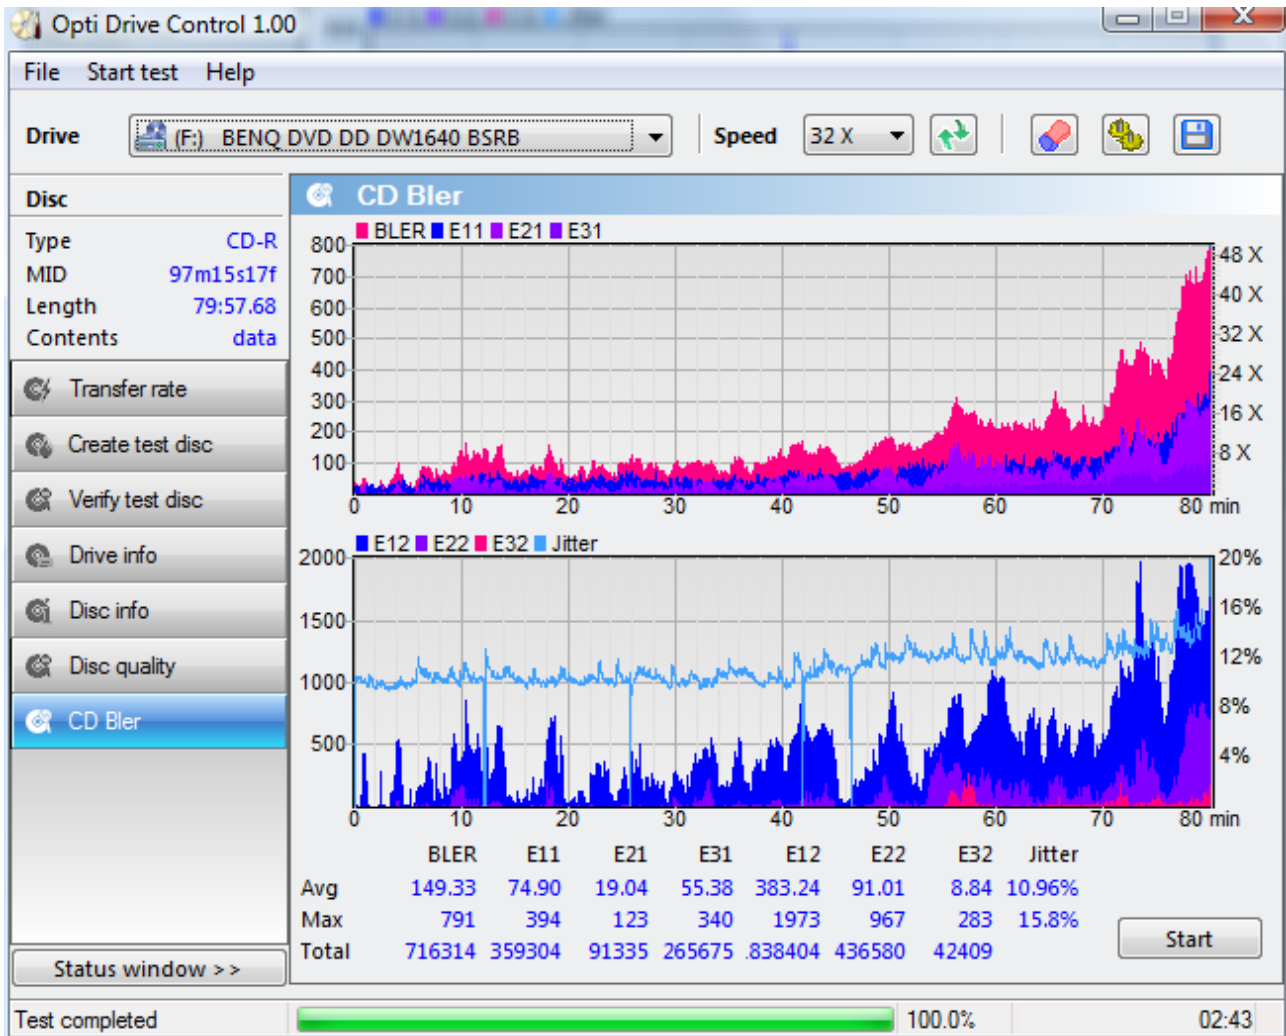 Opti Drive Control 1.00
File Start test Help
Drive (F:) BENQ DVD DD DW1640 BSRB Speed 32 X
Disc
Type CD-R
MID 97m15s17f
Length 79:57.68
Contents data
Transfer rate
Create test disc
Verify test disc
Drive info
Disc info
Disc quality
CD Bler
Status window >>
CD Bler
BLER E11 E21 E31
800 48 X
700 40 X
600
500 32 X
400 24 X
300 16 X
200 8 X
100
0 10 20 30 40 50 60 70 80 min
E12 E22 E32 Jitter
2000 20%
1500 16%
1000 12%
8%
500 4%
0 10 20 30 40 50 60 70 80 min
BLER E11 E21 E31 E12 E22 E32 Jitter
Avg 149.33 74.90 19.04 55.38 383.24 91.01 8.84 10.96%
Max 791 394 123 340 1973 967 283 15.8%
Total 716314 359304 91335 265675 .838404 436580 42409
Start
Test completed 100.0% 02:43